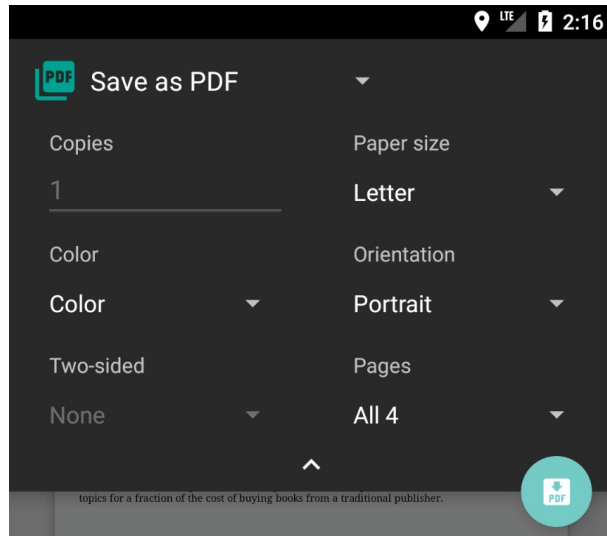 LTE 2:16
PDF Save as PDF
Copies Paper size
1 Letter
Color Orientation
Color Portrait
Two-sided Pages
None All 4
PDF
topics for a fraction of the cost of buying books from a traditional publisher.